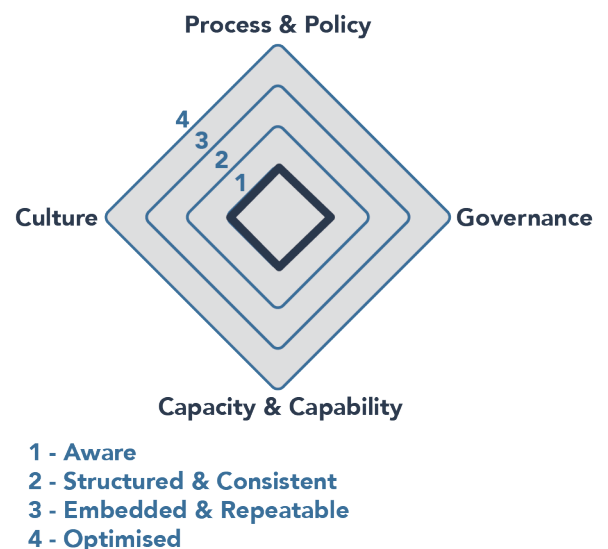 Process & Policy
4
3
2
1
Culture
Governance
Capacity & Capability
1 - Aware
2 - Structured & Consistent
3 - Embedded & Repeatable
4 - Optimised